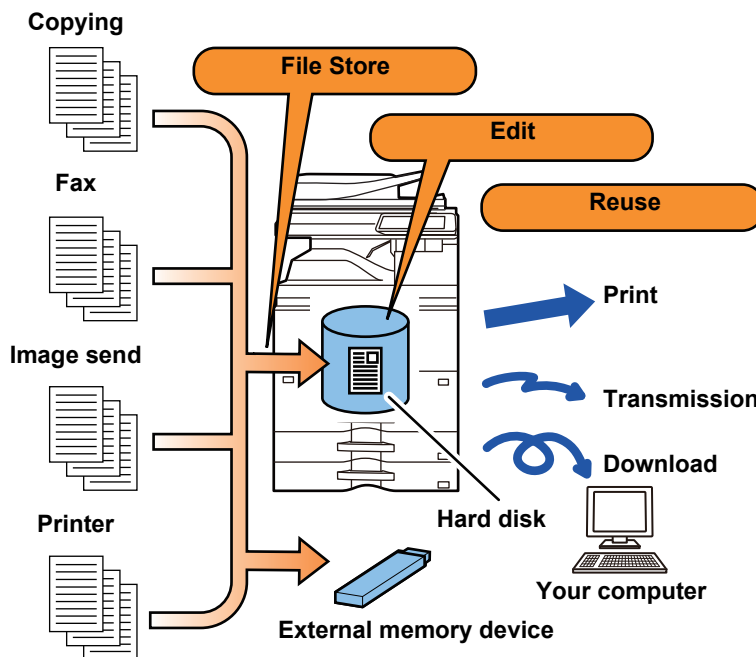 Copying
File Store
Edit
Fax
Reuse
Print
Image send
Transmission
Download
Hard disk
Printer
Your computer
External memory device